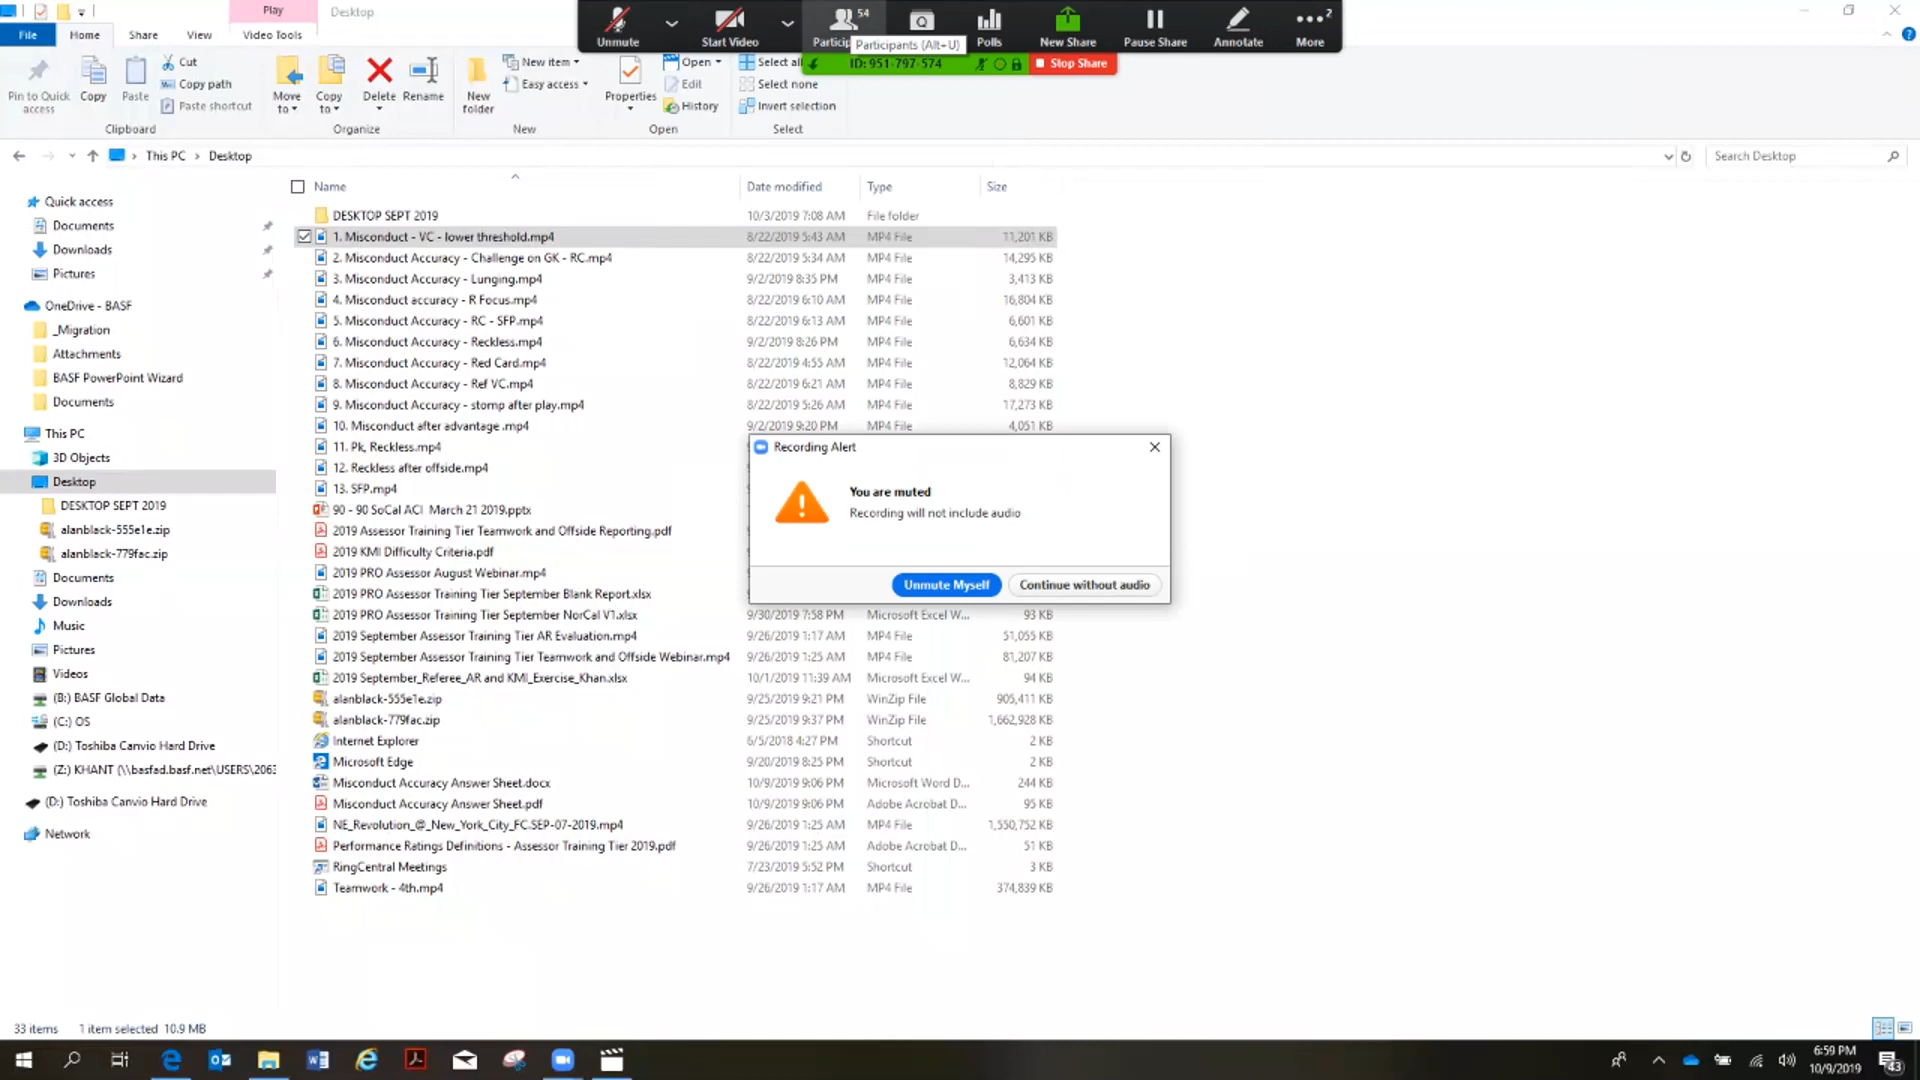 Play
Desktop
File
Home
Share
View
Video Tools
Unmute
Start Video
54
Particip
Participants (Alt+U)
Polls
New Share
Pause Share
Annotate
2
More
ID: 951-797-574
Stop Share
Pin to Quick access
Copy
Paste
Cut
Copy path
Paste shortcut
Clipboard
Move to
Copy to
Delete
Rename
Organize
New folder
New item
Easy access
New
Properties
Open
Edit
History
Open
Select all
Select none
Invert selection
Select
This PC
Desktop
Search Desktop
Name
Date modified
Type
Size
Quick access
Documents
Downloads
Pictures
OneDrive - BASF
_Migration
Attachments
BASF PowerPoint Wizard
Documents
This PC
3D Objects
Desktop
DESKTOP SEPT 2019
alanblack-555e1e.zip
alanblack-779fac.zip
Documents
Downloads
Music
Pictures
Videos
(B:) BASF Global Data
(C:) OS
(D:) Toshiba Canvio Hard Drive
(Z:) KHANT (\\basfad.basf.net\USERS\2063
(D:) Toshiba Canvio Hard Drive
Network
DESKTOP SEPT 2019 10/3/2019 7:08 AM File folder
1. Misconduct - VC - lower threshold.mp4 8/22/2019 5:43 AM MP4 File 11,201 KB
2. Misconduct Accuracy - Challenge on GK - RC.mp4 8/22/2019 5:34 AM MP4 File 14,295 KB
3. Misconduct Accuracy - Lunging.mp4 9/2/2019 8:35 PM MP4 File 3,413 KB
4. Misconduct accuracy - R Focus.mp4 8/22/2019 6:10 AM MP4 File 16,804 KB
5. Misconduct Accuracy - RC - SFP.mp4 8/22/2019 6:13 AM MP4 File 6,601 KB
6. Misconduct Accuracy - Reckless.mp4 9/2/2019 8:26 PM MP4 File 6,634 KB
7. Misconduct Accuracy - Red Card.mp4 8/22/2019 4:55 AM MP4 File 12,064 KB
8. Misconduct Accuracy - Ref VC.mp4 8/22/2019 6:21 AM MP4 File 8,829 KB
9. Misconduct Accuracy - stomp after play.mp4 8/22/2019 5:26 AM MP4 File 17,273 KB
10. Misconduct after advantage .mp4 9/2/2019 9:20 PM MP4 File 4,051 KB
11. Pk, Reckless.mp4
12. Reckless after offside.mp4
13. SFP.mp4
90 - 90 SoCal ACI March 21 2019.pptx
2019 Assessor Training Tier Teamwork and Offside Reporting.pdf
2019 KMI Difficulty Criteria.pdf
2019 PRO Assessor August Webinar.mp4
2019 PRO Assessor Training Tier September Blank Report.xlsx
2019 PRO Assessor Training Tier September NorCal V1.xlsx 9/30/2019 7:58 PM Microsoft Excel W... 93 KB
2019 September Assessor Training Tier AR Evaluation.mp4 9/26/2019 1:17 AM MP4 File 51,055 KB
2019 September Assessor Training Tier Teamwork and Offside Webinar.mp4 9/26/2019 1:25 AM MP4 File 81,207 KB
2019 September_Referee_AR and KMI_Exercise_Khan.xlsx 10/1/2019 11:39 AM Microsoft Excel W... 94 KB
alanblack-555e1e.zip 9/25/2019 9:21 PM WinZip File 905,411 KB
alanblack-779fac.zip 9/25/2019 9:37 PM WinZip File 1,662,928 KB
Internet Explorer 6/5/2018 4:27 PM Shortcut 2 KB
Microsoft Edge 9/20/2019 8:25 PM Shortcut 2 KB
Misconduct Accuracy Answer Sheet.docx 10/9/2019 9:06 PM Microsoft Word D... 244 KB
Misconduct Accuracy Answer Sheet.pdf 10/9/2019 9:06 PM Adobe Acrobat D... 95 KB
NE_Revolution_@_New_York_City_FC.SEP-07-2019.mp4 9/26/2019 1:25 AM MP4 File 1,550,752 KB
Performance Ratings Definitions - Assessor Training Tier 2019.pdf 9/26/2019 1:25 AM Adobe Acrobat D... 51 KB
RingCentral Meetings 7/23/2019 5:52 PM Shortcut 3 KB
Teamwork - 4th.mp4 9/26/2019 1:17 AM MP4 File 374,839 KB
Recording Alert
You are muted
Recording will not include audio
Unmute Myself
Continue without audio
33 items 1 item selected 10.9 MB
6:59 PM
10/9/2019
43